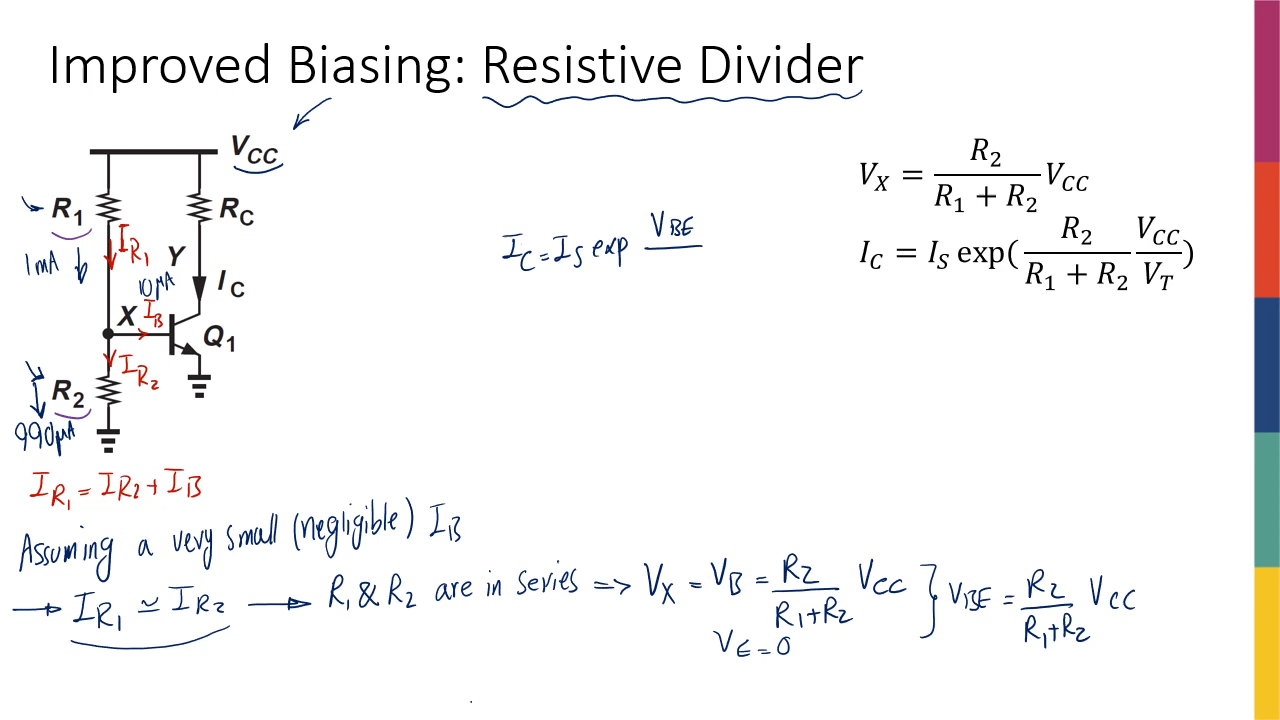 Improved Biasing: Resistive Divider
V_CC
R_1
R_C
I_R1
Y
1mA
10μA
I_C
X
I_B
Q_1
I_R2
R_2
990μA
V_X = R_2 / (R_1 + R_2) V_CC
I_C = I_S exp V_BE
I_C = I_S exp( R_2 / (R_1 + R_2) V_CC / V_T )
I_R1 = I_R2 + I_B
Assuming a very small (negligible) I_B
→ I_R1 ≃ I_R2 → R_1 & R_2 are in series => V_X = V_B = R_2 / (R_1+R_2) V_CC } V_BE = R_2 / (R_1+R_2) V_CC
V_E = 0